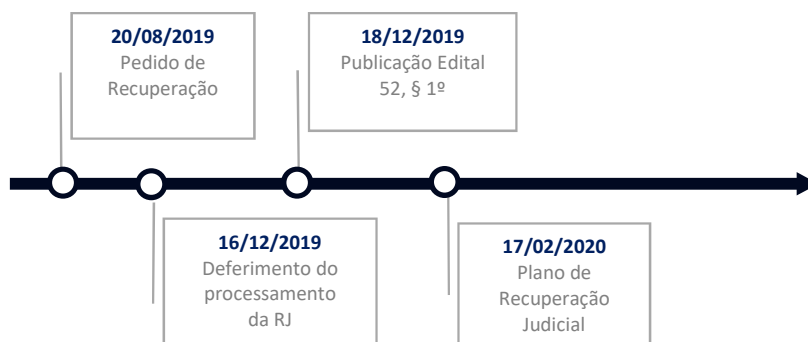 20/08/2019
Pedido de
Recuperação
18/12/2019
Publicação Edital
52, § 1º
16/12/2019
Deferimento do
processamento
da RJ
17/02/2020
Plano de
Recuperação
Judicial